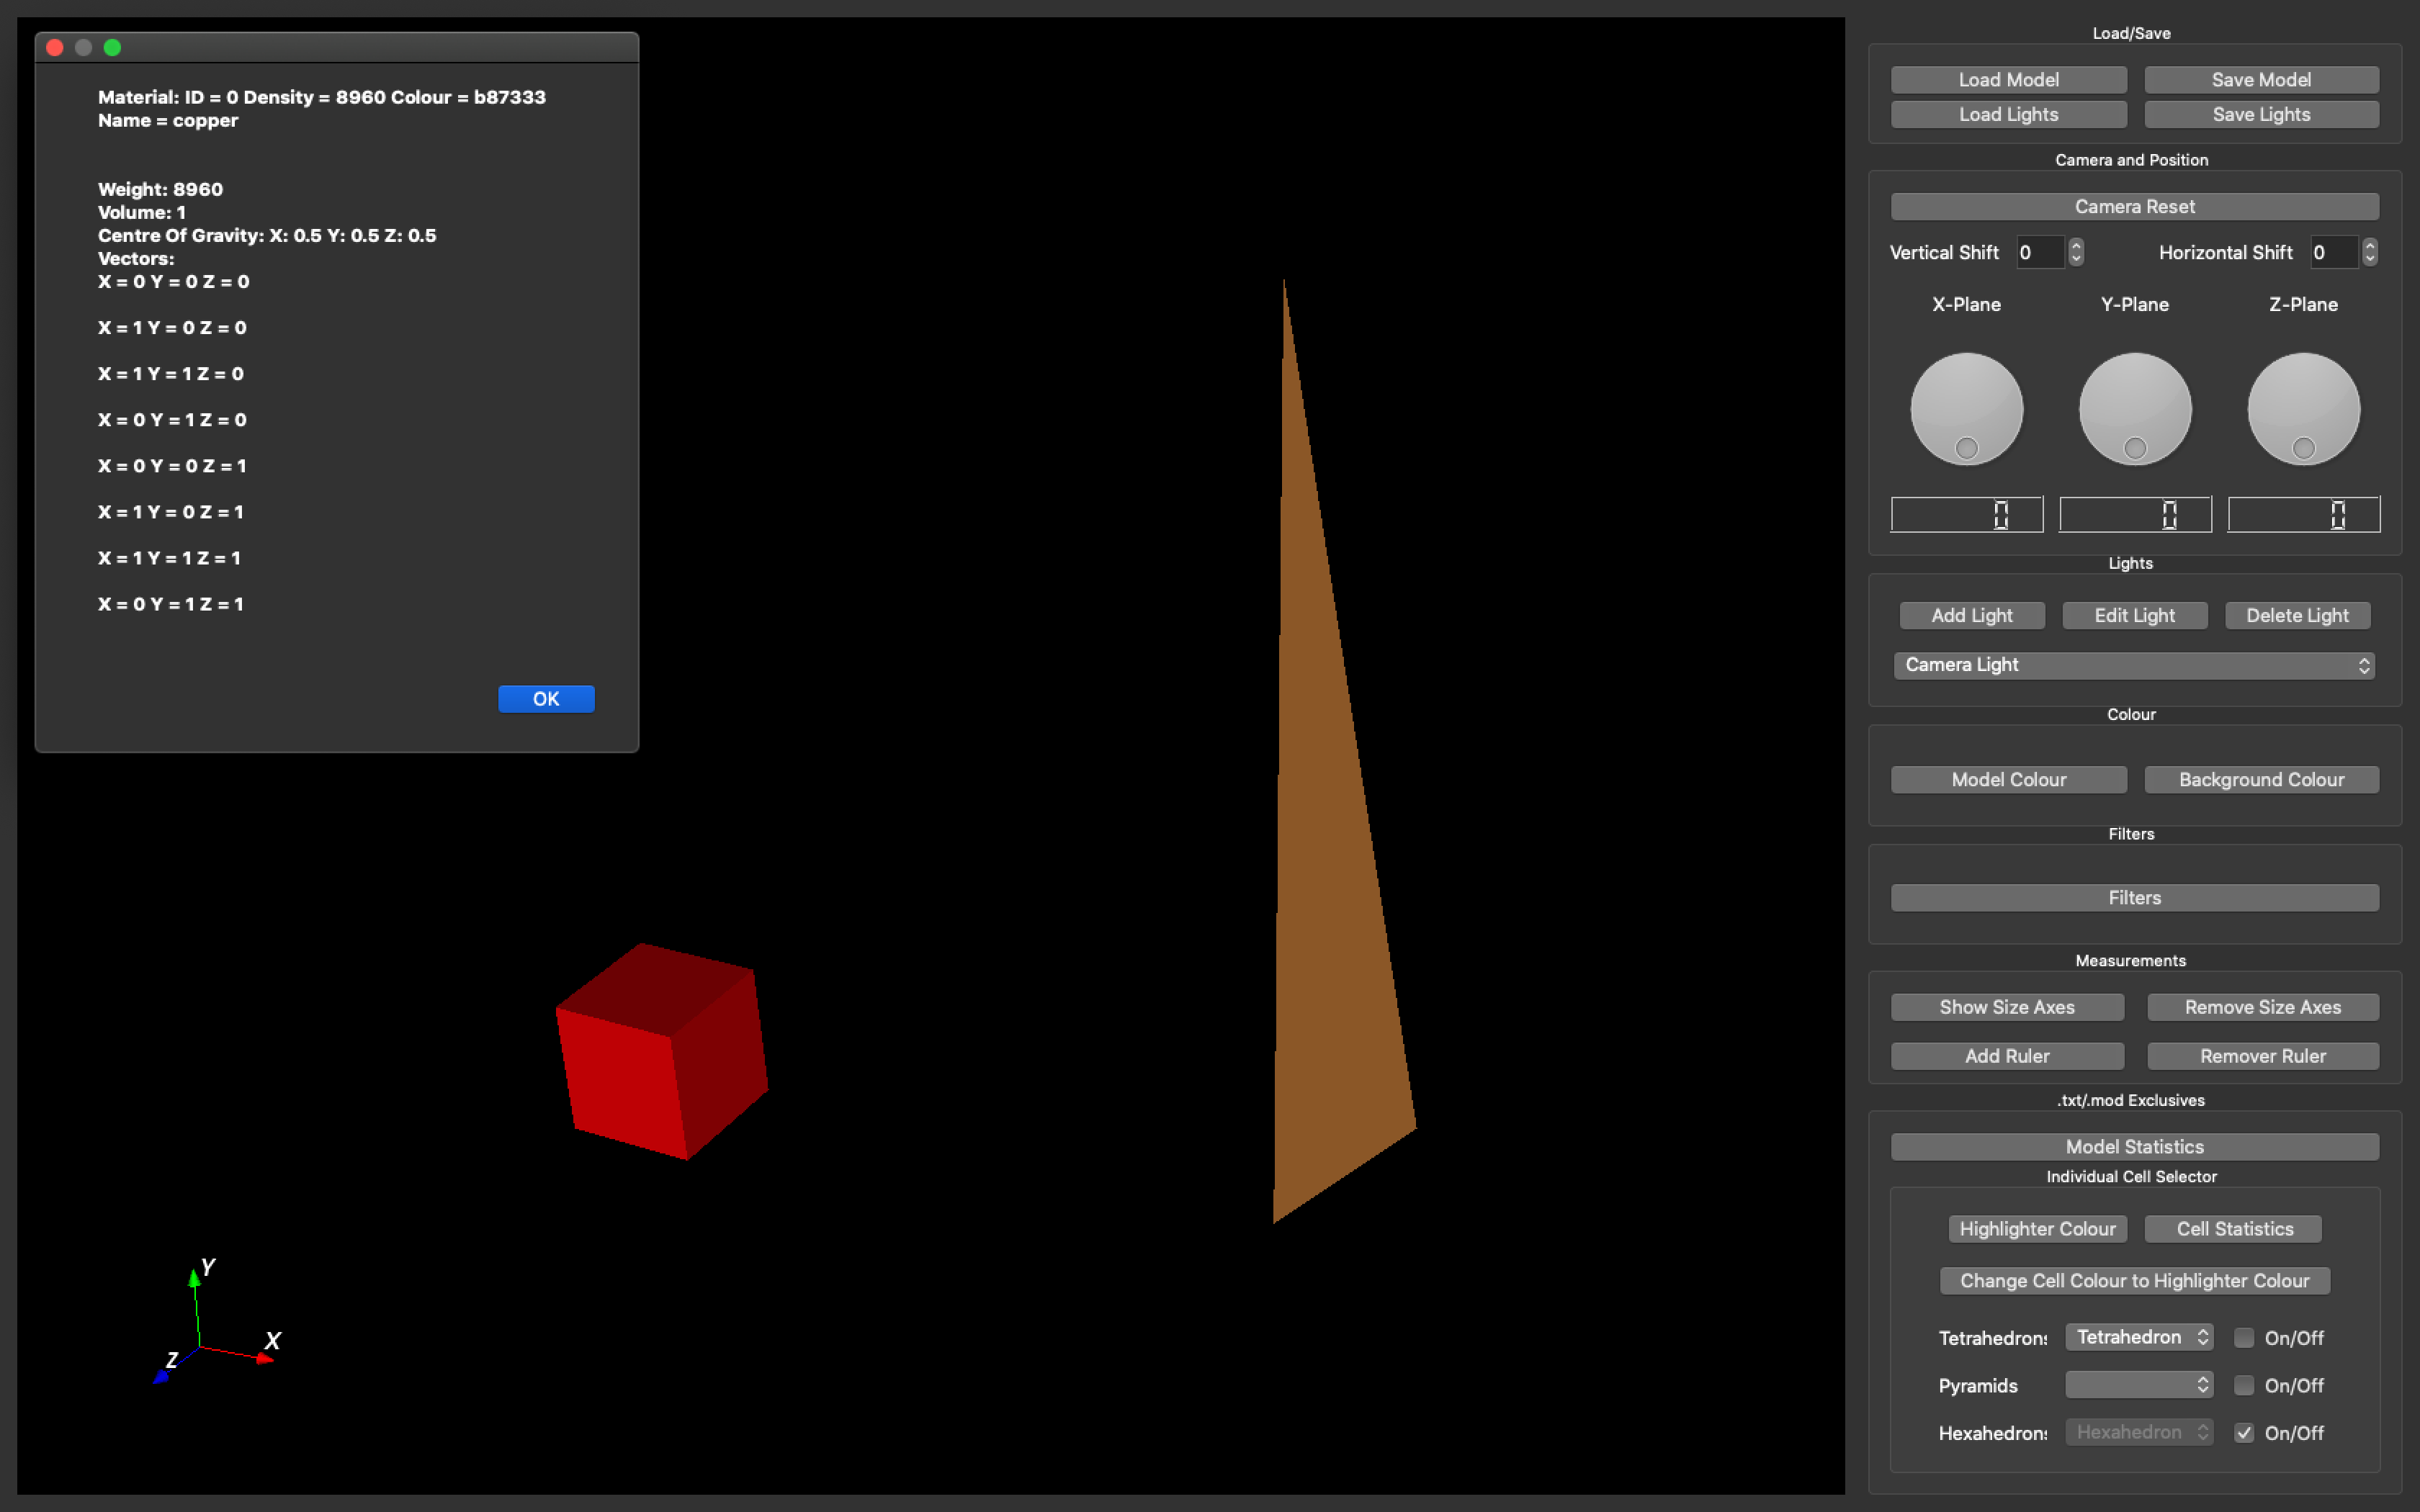 Material: ID = 0 Density = 8960 Colour = b87333
Name = copper
Weight: 8960
Volume: 1
Centre Of Gravity: X: 0.5 Y: 0.5 Z: 0.5
Vectors:
X = 0 Y = 0 Z = 0
X = 1 Y = 0 Z = 0
X = 1 Y = 1 Z = 0
X = 0 Y = 1 Z = 0
X = 0 Y = 0 Z = 1
X = 1 Y = 0 Z = 1
X = 1 Y = 1 Z = 1
X = 0 Y = 1 Z = 1
OK
Y
X
Z
Load/Save
Load Model Save Model
Load Lights Save Lights
Camera and Position
Camera Reset
Vertical Shift 0 Horizontal Shift 0
X-Plane Y-Plane Z-Plane
0 0 0
Lights
Add Light Edit Light Delete Light
Camera Light
Colour
Model Colour Background Colour
Filters
Filters
Measurements
Show Size Axes Remove Size Axes
Add Ruler Remover Ruler
.txt/.mod Exclusives
Model Statistics
Individual Cell Selector
Highlighter Colour Cell Statistics
Change Cell Colour to Highlighter Colour
Tetrahedrons Tetrahedron On/Off
Pyramids On/Off
Hexahedrons Hexahedron On/Off